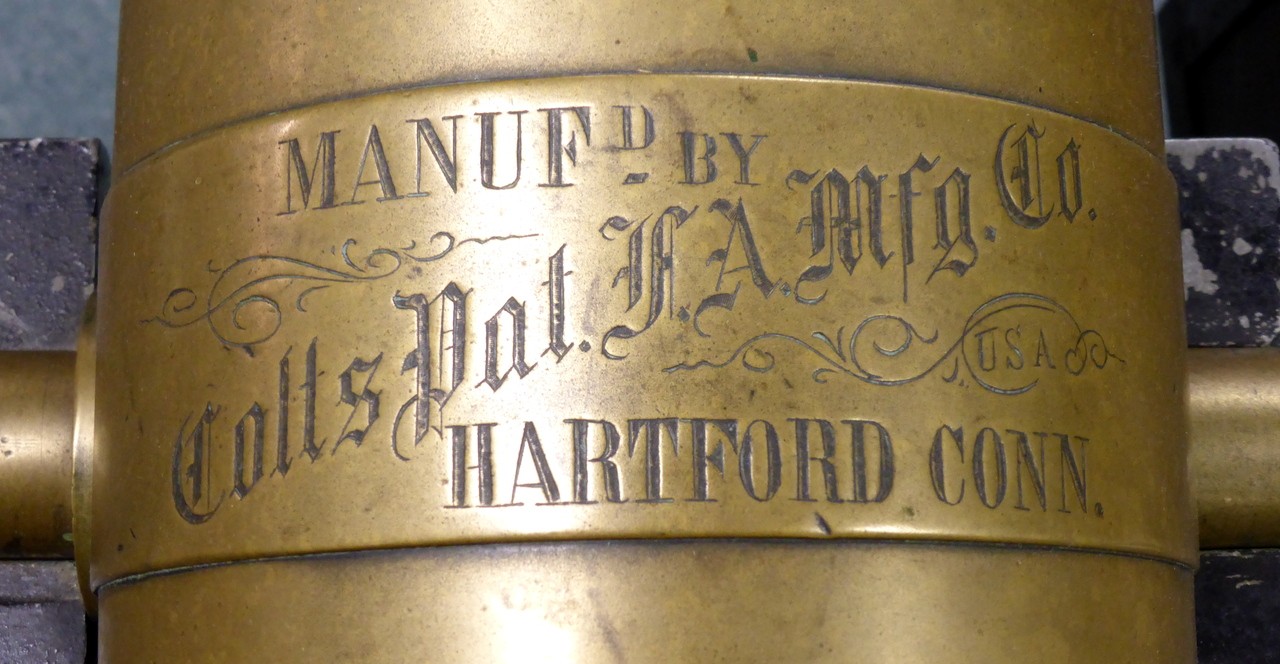 MANUFD BY
Colts Pat. F.A. Mfg. Co.
USA
HARTFORD CONN.